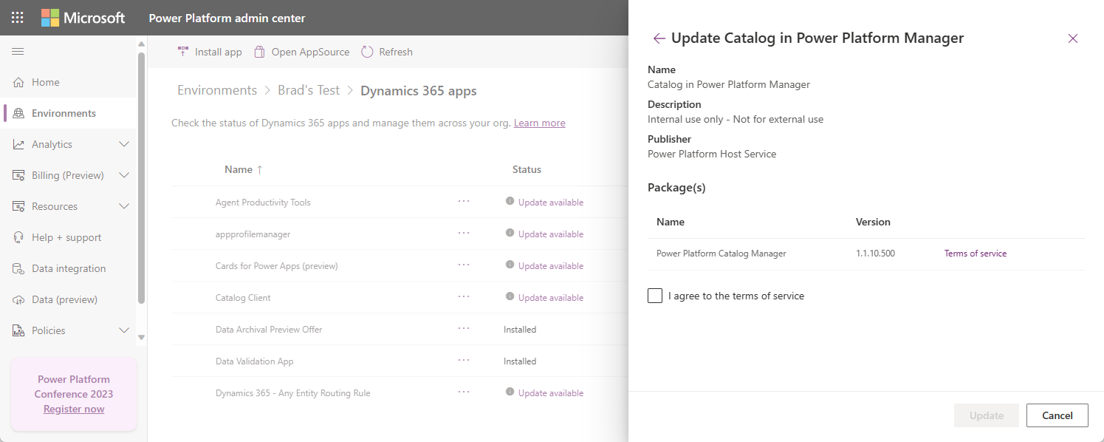 Microsoft
Power Platform admin center
Home
Environments
Analytics
Billing (Preview)
Resources
Help + support
Data integration
Data (preview)
Policies
Power Platform
Conference 2023
Register now
Install app
Open AppSource
Refresh
Environments > Brad's Test > Dynamics 365 apps
Check the status of Dynamics 365 apps and manage them across your org. Learn more
Name ↑ Status
Agent Productivity Tools ··· Update available
appprofilemanager ··· Update available
Cards for Power Apps (preview) ··· Update available
Catalog Client ··· Update available
Data Archival Preview Offer ··· Installed
Data Validation App ··· Installed
Dynamics 365 - Any Entity Routing Rule ··· Update available
Update Catalog in Power Platform Manager
Name
Catalog in Power Platform Manager
Description
Internal use only - Not for external use
Publisher
Power Platform Host Service
Package(s)
Name Version
Power Platform Catalog Manager 1.1.10.500 Terms of service
I agree to the terms of service
Update Cancel